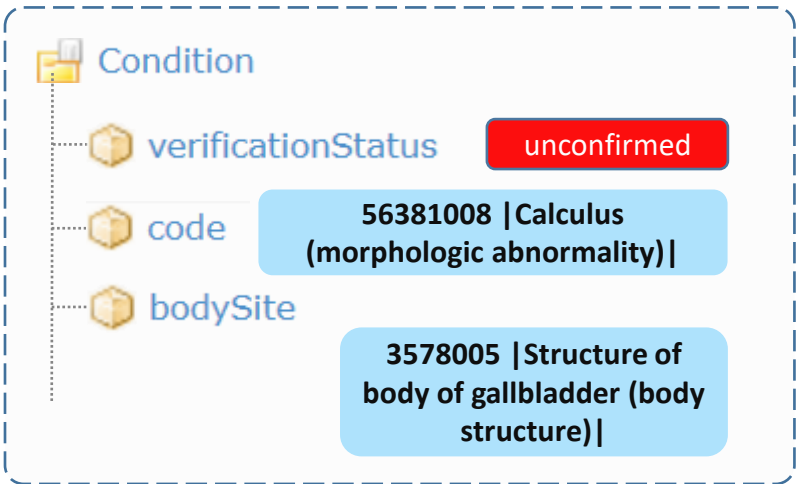 Condition
verificationStatus
unconfirmed
code
56381008 |Calculus
(morphologic abnormality)|
bodySite
3578005 |Structure of
body of gallbladder (body
structure)|